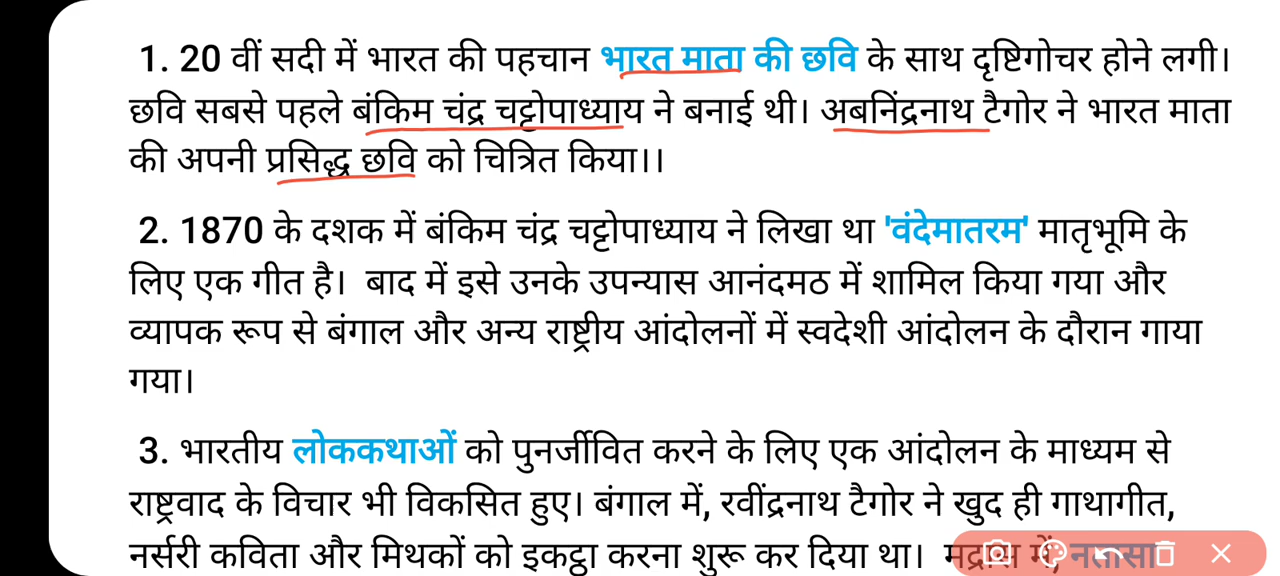 1. 20 वीं सदी में भारत की पहचान भारत माता की छवि के साथ दृष्टिगोचर होने लगी।
छवि सबसे पहले बंकिम चंद्र चट्टोपाध्याय ने बनाई थी। अबनिंद्रनाथ टैगोर ने भारत माता
की अपनी प्रसिद्ध छवि को चित्रित किया।।
2. 1870 के दशक में बंकिम चंद्र चट्टोपाध्याय ने लिखा था 'वंदेमातरम' मातृभूमि के
लिए एक गीत है। बाद में इसे उनके उपन्यास आनंदमठ में शामिल किया गया और
व्यापक रूप से बंगाल और अन्य राष्ट्रीय आंदोलनों में स्वदेशी आंदोलन के दौरान गाया
गया।
3. भारतीय लोककथाओं को पुनर्जीवित करने के लिए एक आंदोलन के माध्यम से
राष्ट्रवाद के विचार भी विकसित हुए। बंगाल में, रवींद्रनाथ टैगोर ने खुद ही गाथागीत,
नर्सरी कविता और मिथकों को इकट्ठा करना शुरू कर दिया था। मद्रास में,